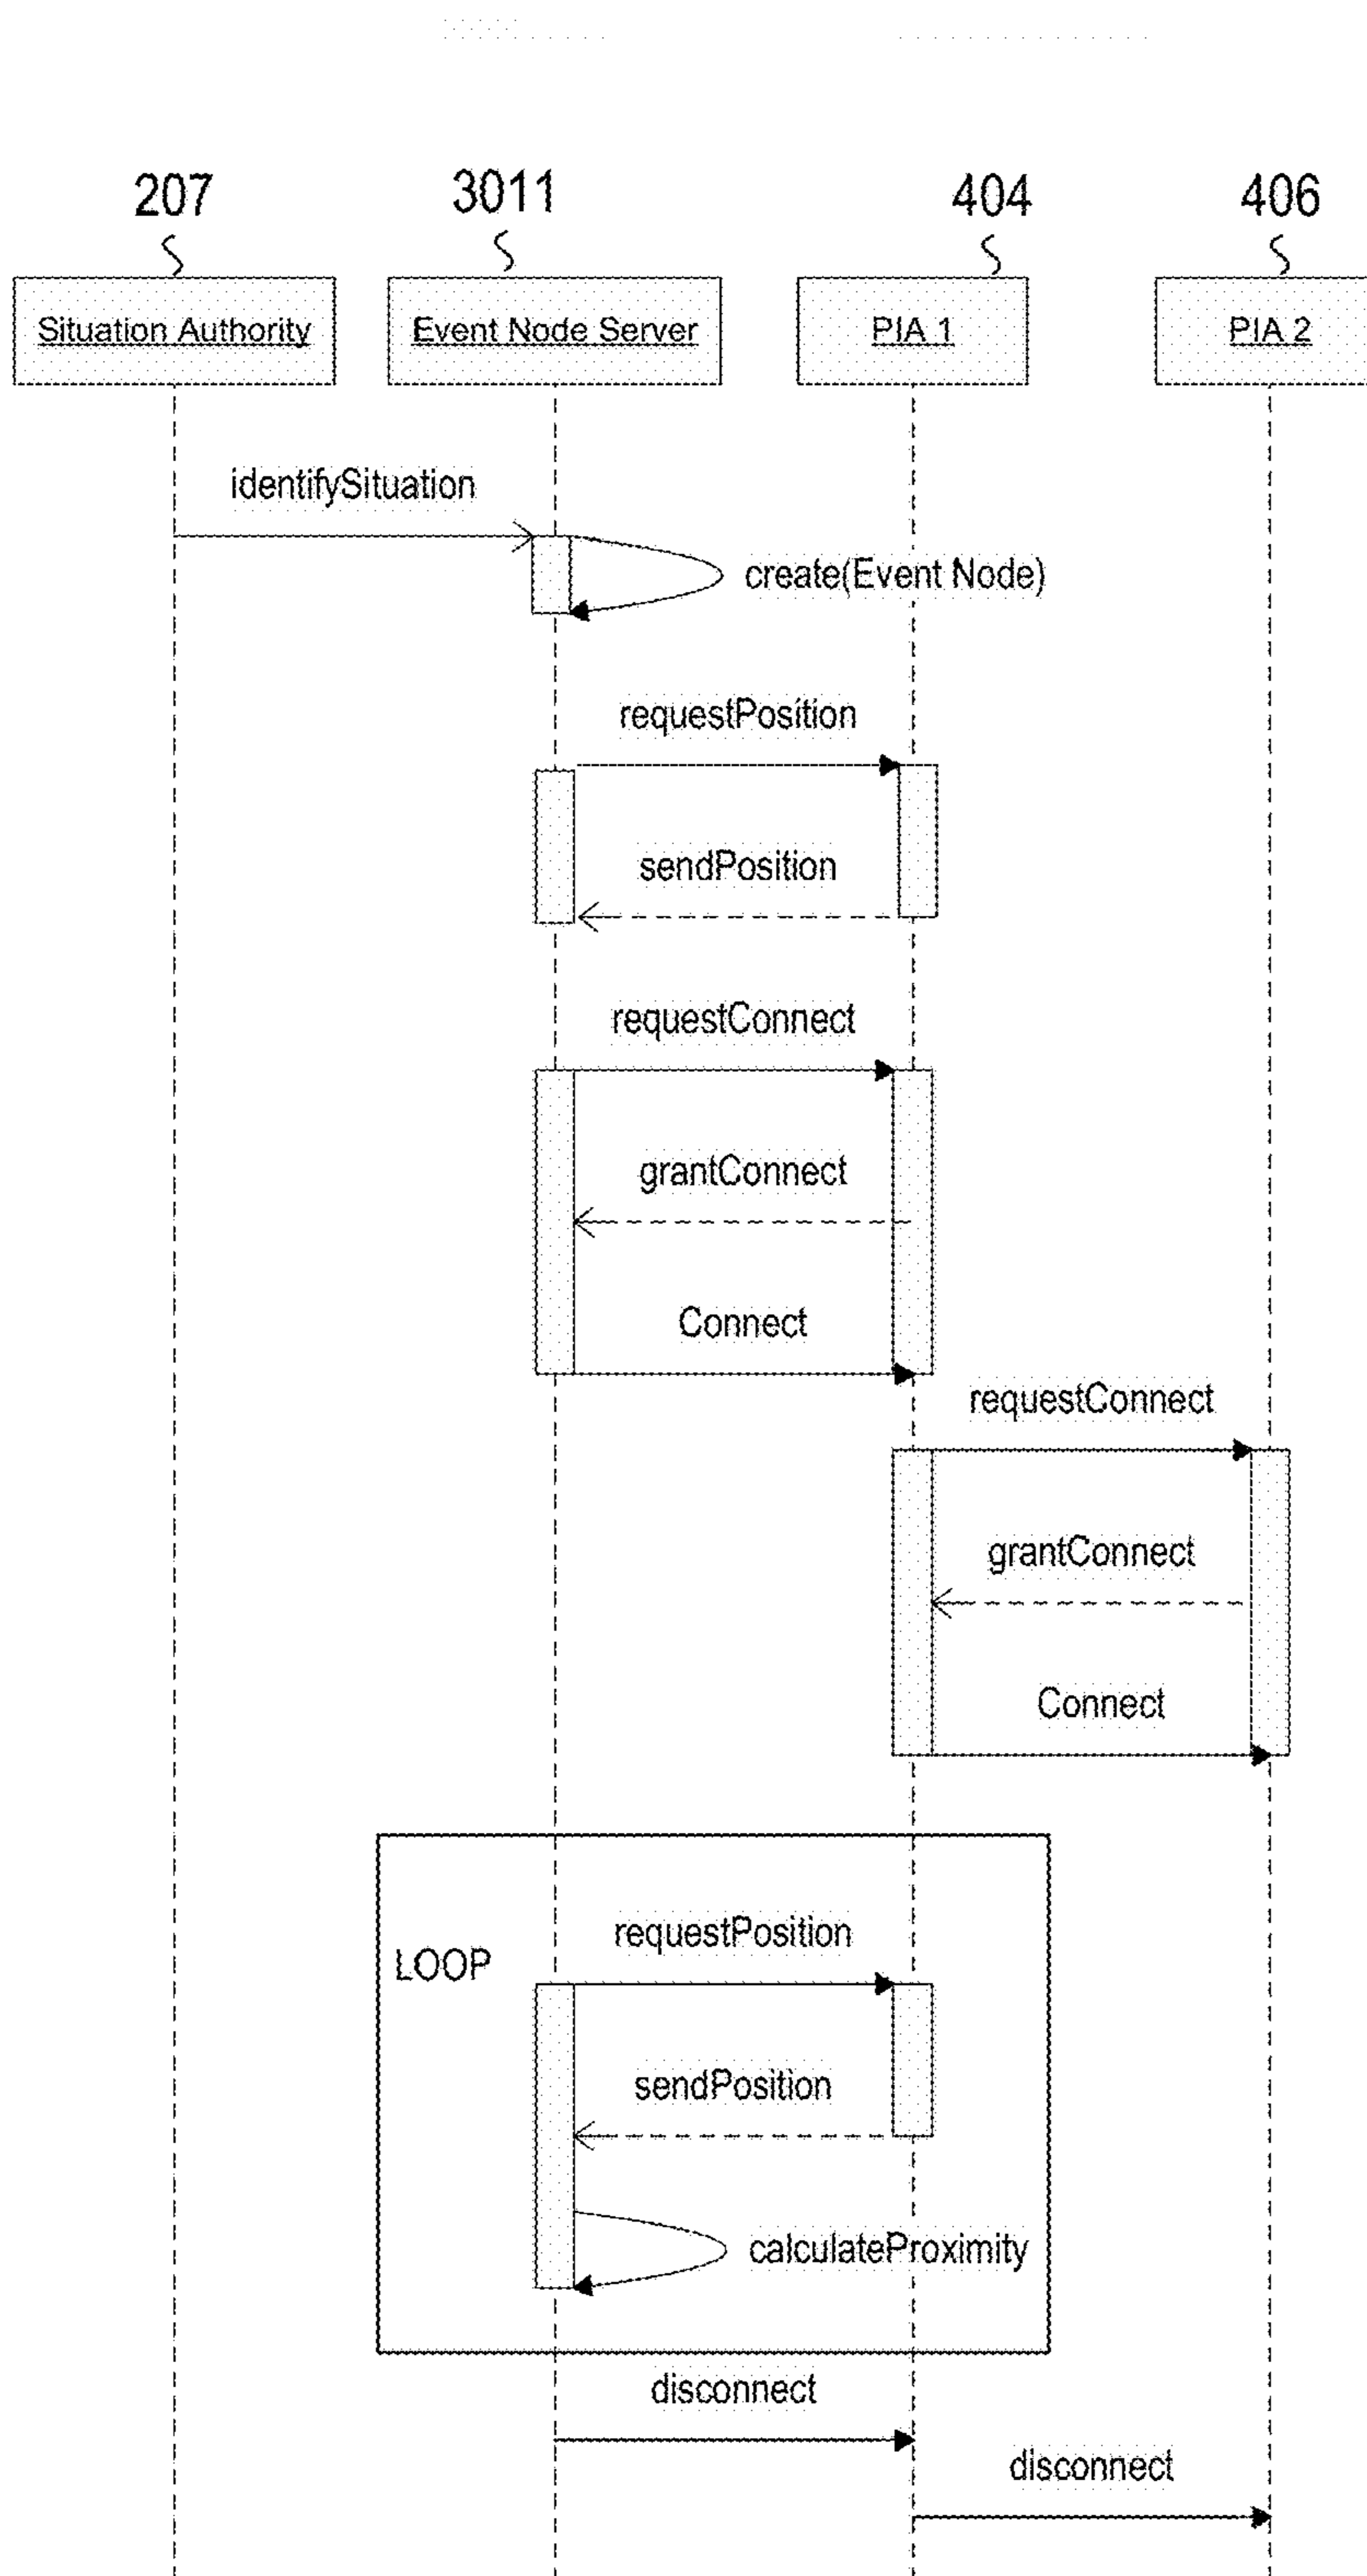 207
3011
404
406
Situation Authority
Event Node Server
PIA 1
PIA 2
identifySituation
create(Event Node)
requestPosition
sendPosition
requestConnect
grantConnect
Connect
requestConnect
grantConnect
Connect
requestPosition
LOOP
sendPosition
calculateProximity
disconnect
disconnect